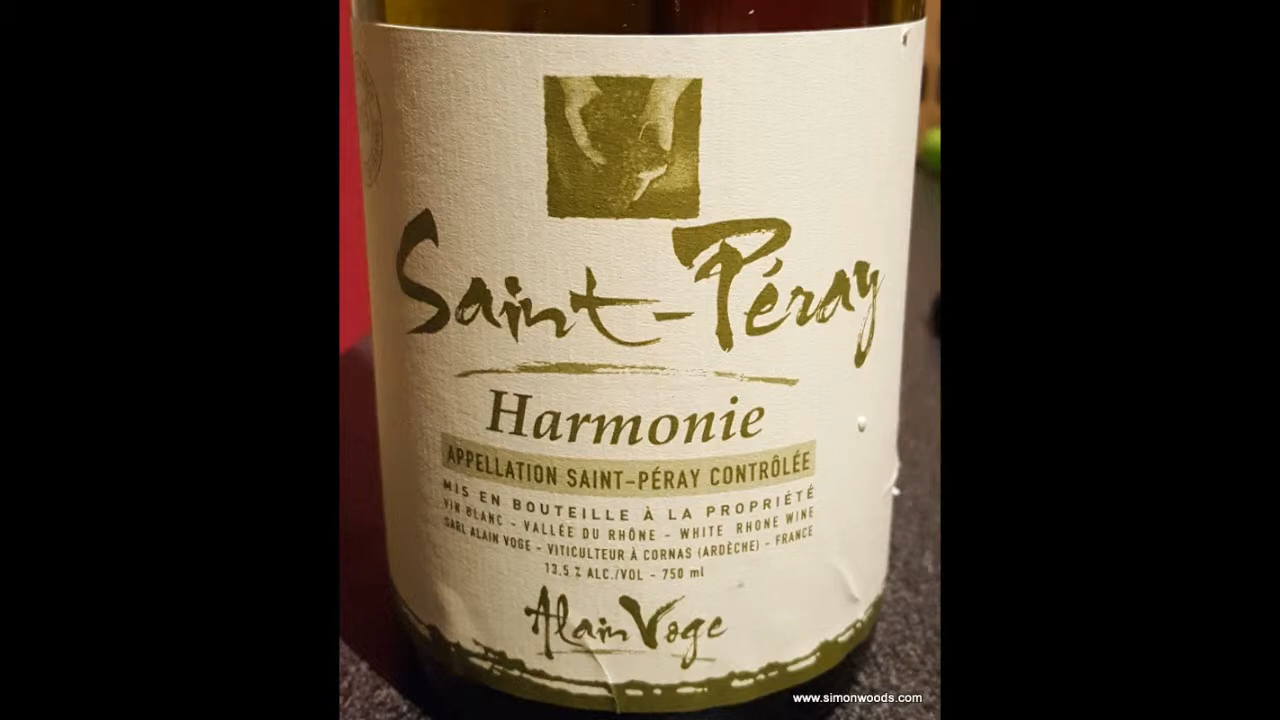 Saint-Péray
Harmonie
APPELLATION SAINT-PÉRAY CONTRÔLÉE
MIS EN BOUTEILLE À LA PROPRIÉTÉ
VIN BLANC - VALLÉE DU RHÔNE - WHITE RHONE WINE
SARL ALAIN VOGE - VITICULTEUR À CORNAS (ARDÈCHE) - FRANCE
13.5 % ALC./VOL - 750 ml
Alain Voge
www.simonwoods.com